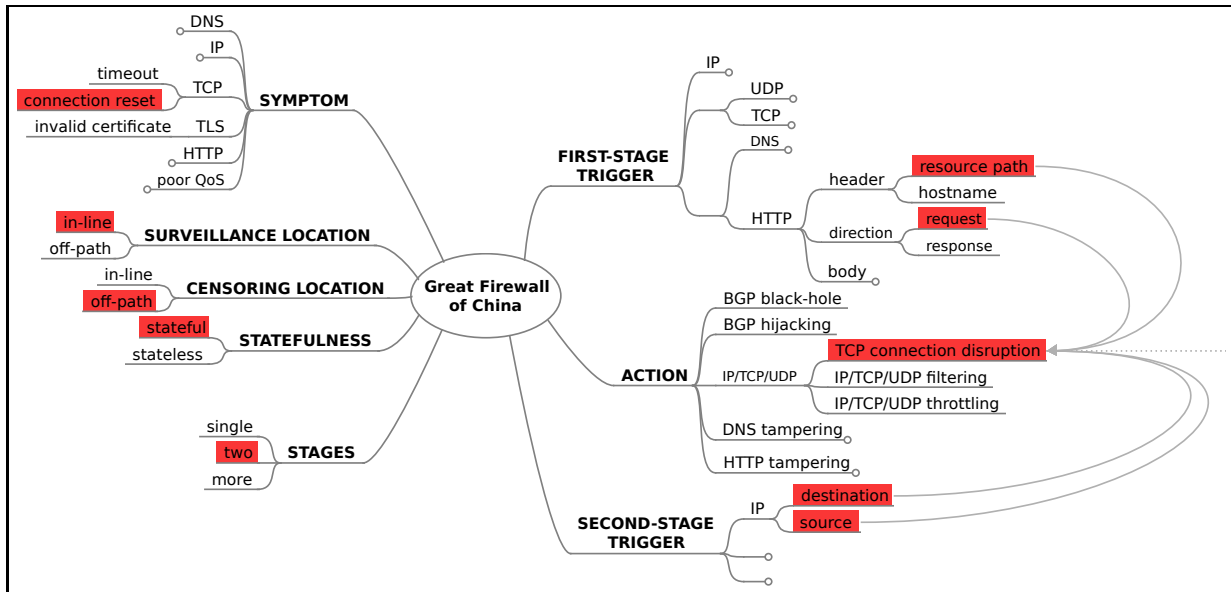 DNS
IP
timeout
TCP
connection reset
SYMPTOM
invalid certificate
TLS
HTTP
poor QoS
in-line
SURVEILLANCE LOCATION
off-path
in-line
CENSORING LOCATION
off-path
stateful
STATEFULNESS
stateless
single
two
STAGES
more
Great Firewall
of China
IP
UDP
TCP
DNS
FIRST-STAGE
TRIGGER
resource path
header
hostname
HTTP
request
direction
response
body
BGP black-hole
BGP hijacking
TCP connection disruption
ACTION
IP/TCP/UDP
IP/TCP/UDP filtering
IP/TCP/UDP throttling
DNS tampering
HTTP tampering
destination
IP
source
SECOND-STAGE
TRIGGER